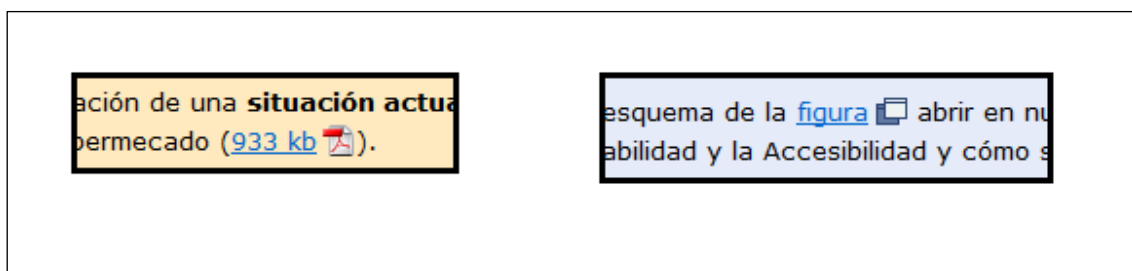 ación de una situación actua
permecado (933 kb ).
esquema de la figura abrir en nu
abilidad y la Accesibilidad y cómo s